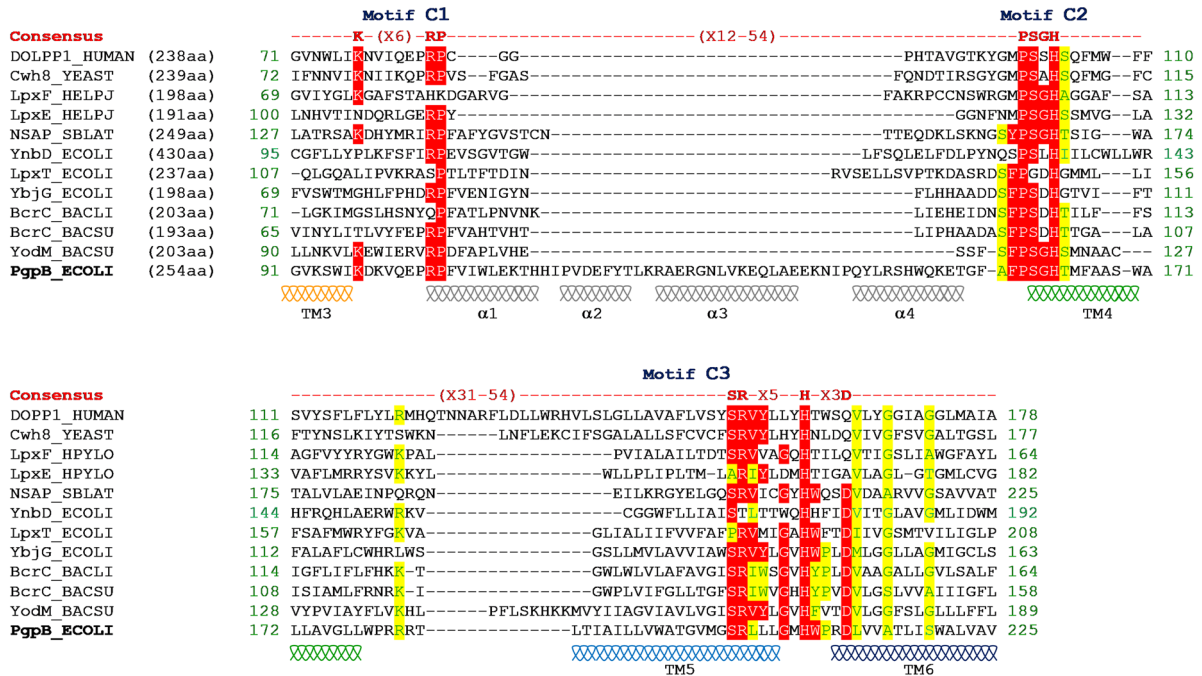 Motif C1 Motif C2
Consensus ------K-(X6)-RP-------------------------(X12-54)------------------------PSGH---------
DOLPP1_HUMAN (238aa) 71 GVNWLIKNVIQEPRPC---GG-------------------------------------PHTAVGTKYGMPSSHSQFMW--FF 110
Cwh8_YEAST (239aa) 72 IFNNVIKNIIKQPRPVS--FGAS-----------------------------------FQNDTIRSGYGMPSAHSQFMG--FC 115
LpxF_HELPJ (198aa) 69 GVIYGLKGAFSTAHKDGARVG-------------------------------------FAKRPCCNSWRGMPSGHAGGAF--SA 113
LpxE_HELPJ (191aa) 100 LNHVTINDQRLGERPY-------------------------------------------GGNFNMPSGHSSMVG--LA 132
NSAP_SBLAT (249aa) 127 LATRSAKDHYMRIRPFAFYGVSTCN--------------------------------TTEQDKLSKNGSYPSGHTSIG--WA 174
YnbD_ECOLI (430aa) 95 CGFLLYPLKFSFIRPEVSGVTGW-------------------------------LFSQLELFDLPYNQSPSLHIILCWLLWR 143
LpxT_ECOLI (237aa) 107 -QLGQALIPVKRASPTLTFTDIN----------------------------RVSELLSVPTKDASRDSFPGDHGMML--LI 156
YbjG_ECOLI (198aa) 69 FVSWTMGHLFPHDRPFVENIGYN--------------------------------FLHHAADDSFPSDHGTVI--FT 111
BcrC_BACLI (203aa) 71 -LGKIMGSLHSNYQPFATLPNVNK-------------------------------LIEHEIDNSFPSDHTILF--FS 113
BcrC_BACSU (193aa) 65 VINYLITLVYFEPRPFVAHTVHT--------------------------------LIPHAADASFPSDHTTGA--LA 107
YodM_BACSU (203aa) 90 LLNKVLKEWIERVRPDFAPLVHE-------------------------------------SSF-SFPSGHSMNAAC-- 127
PgpB_ECOLI (254aa) 91 GVKSWIKDKVQEPRPFVIWLEKTHHIPVDEFYTLKRAERGNLVKEQLAEEKNIPQYLRSHWQKETGF-AFPSGHTMFAAS-WA 171
TM3 α1 α2 α3 α4 TM4
Motif C3
Consensus --------------(X31-54)--------------------SR-X5--H-X3D--------------
DOPP1_HUMAN 111 SVYSFLFLYLRMHQTNNARFLDLLWRHVLSLGLLAVAFLVSYSRVYLLYHTWSQVLYGGIAGGLMAIA 178
Cwh8_YEAST 116 FTYNSLKIYTSWKN------LNFLEKCIFSGALALLSFCVCFSRVYLHYHNLDQVIVGFSVGALTGSL 177
LpxF_HPYLO 114 AGFVYYRYGWKPAL-----------------PVIALAILTDTSRVVAGQHTILQVTIGSLIAWGFAYL 164
LpxE_HPYLO 133 VAFLMRRYSVKKYL-----------------WLLPLIPLTM-LARIYLDMHTIGAVLAGL-GTGMLCVG 182
NSAP_SBLAT 175 TALVLAEINPQRQN-----------------EILKRGYELGQSRVICGYHWQSDVDAARVVGSAVVAT 225
YnbD_ECOLI 144 HFRQHLAERWRKV------------------CGGWFLLIAISTLTTWQHHFIDVITGLAVGMLIDWM 192
LpxT_ECOLI 157 FSAFMWRYFGKVA----------------GLIALIIFVVFAFPRVMIGAHWFTDIIVGSMTVILIGLP 208
YbjG_ECOLI 112 FALAFLCWHRLWS----------------GSLLMVLAVVIAWSRVYLGVHWPLDMLGGLLAGMIGCLS 163
BcrC_BACLI 114 IGFLIFLFHKK-T----------------GWLWLVLAFAVGISRIWSGVHYPLDVAAGALLGVLSALF 164
BcrC_BACSU 108 ISIAMLFRNRK-I----------------GWPLVIFGLLTGFSRIWVGHHYPVDVLGSLVVAIIIGFL 158
YodM_BACSU 128 VYPVIAYFLVKHL------PFLSKHKKMVYIIAGVIAVLVGISRVYLGVHFVTDVLGGFSLGLLLFFL 189
PgpB_ECOLI 172 LLAVGLLWPRRRT--------------LTIAILLVWATGVMGSRLLLGMHWPRDLVVATLISWALVAV 225
TM5 TM6